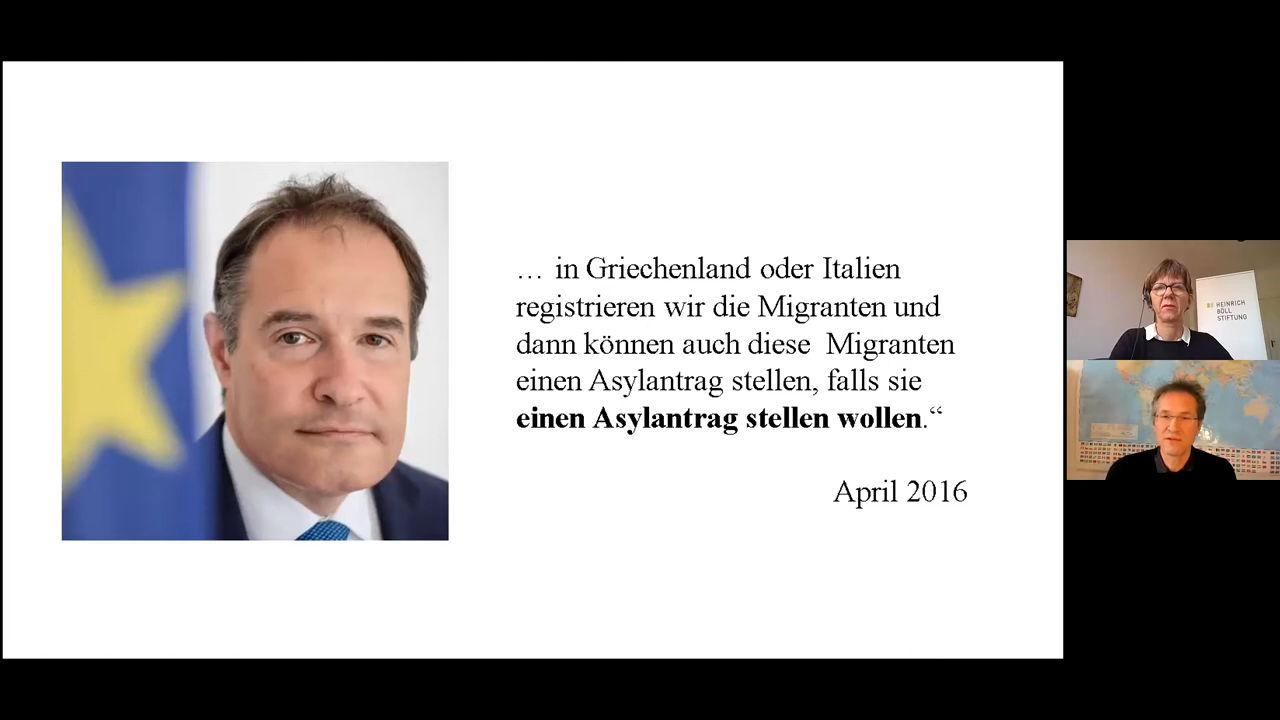 … in Griechenland oder Italien
registrieren wir die Migranten und
dann können auch diese  Migranten
einen Asylantrag stellen, falls sie
einen Asylantrag stellen wollen.“
April 2016
HEINRICH
BÖLL
STIFTUNG